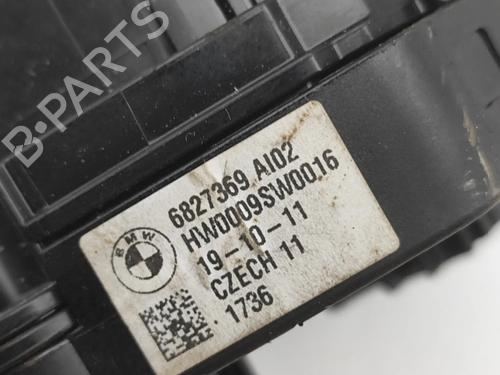 B-PARTS
6827369 AI02
HW0009SW0016
19-10-11
CZECH 11
1736
BMW